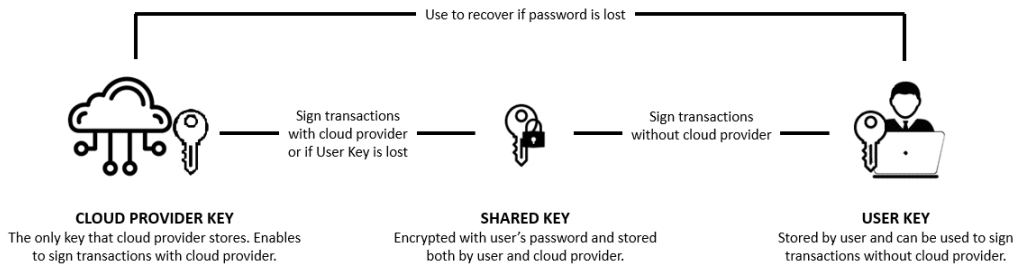 Use to recover if password is lost
Sign transactions
with cloud provider
or if User Key is lost
Sign transactions
without cloud provider
CLOUD PROVIDER KEY
The only key that cloud provider stores. Enables
to sign transactions with cloud provider.
SHARED KEY
Encrypted with user's password and stored
both by user and cloud provider.
USER KEY
Stored by user and can be used to sign
transactions without cloud provider.